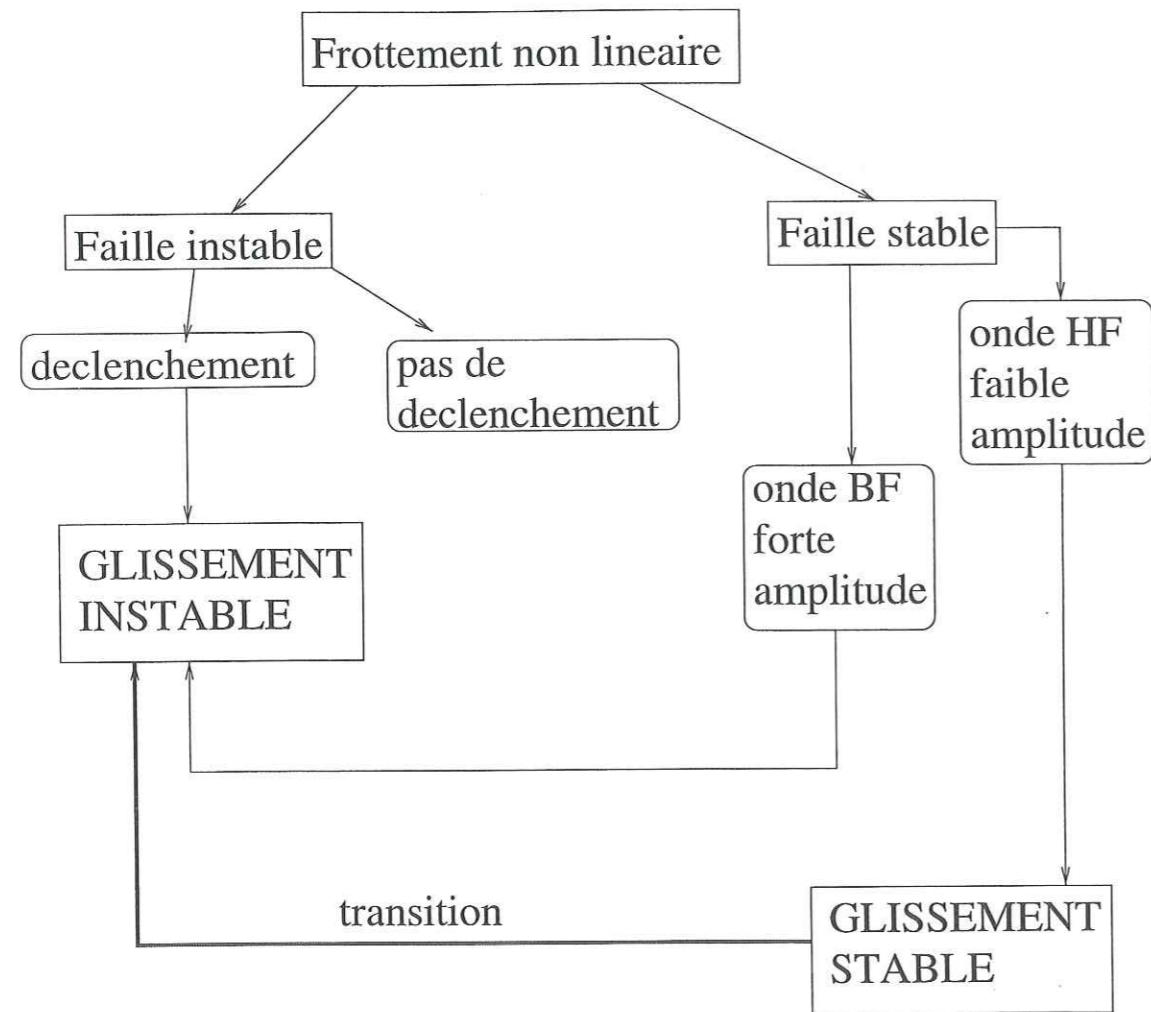 Frottement non lineaire
Faille instable
Faille stable
declenchement
pas de
declenchement
onde HF
faible
amplitude
onde BF
forte
amplitude
GLISSEMENT
INSTABLE
transition
GLISSEMENT
STABLE